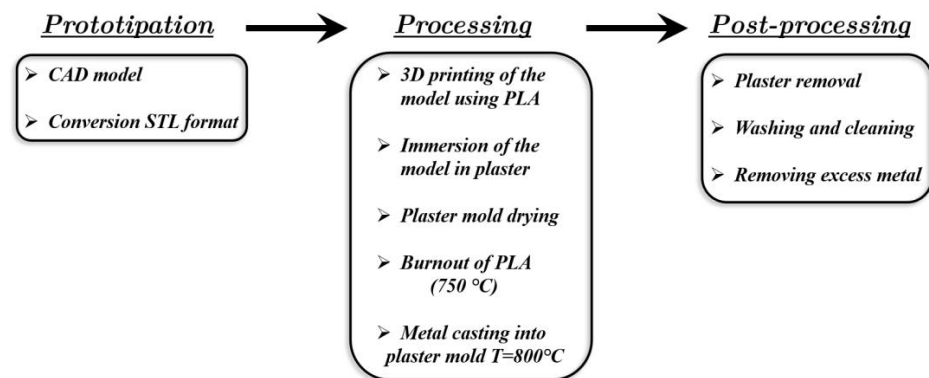 Prototipation
Processing
Post-processing
➢ CAD model
➢ Conversion STL format
➢ 3D printing of the
model using PLA
➢ Immersion of the
model in plaster
➢ Plaster mold drying
➢ Burnout of PLA
(750 °C)
➢ Metal casting into
plaster mold T=800°C
➢ Plaster removal
➢ Washing and cleaning
➢ Removing excess metal